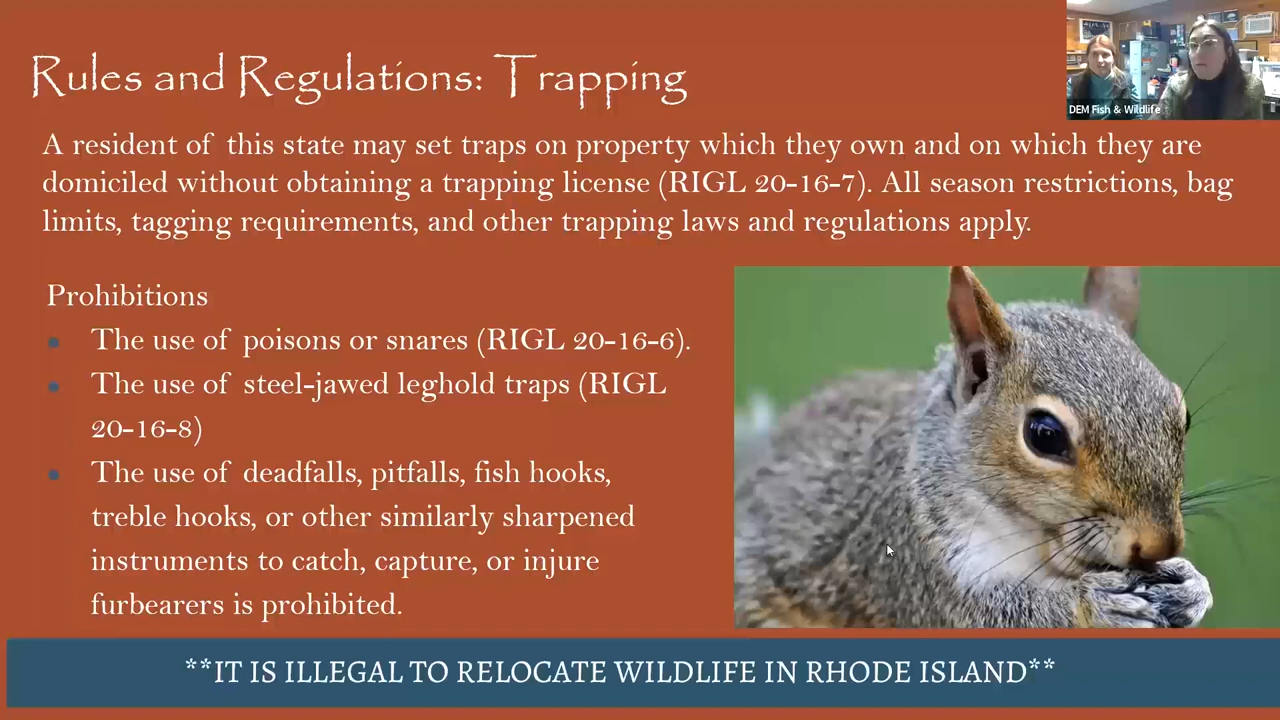 Rules and Regulations: Trapping
DEM Fish & Wildlife
A resident of this state may set traps on property which they own and on which they are
domiciled without obtaining a trapping license (RIGL 20-16-7). All season restrictions, bag
limits, tagging requirements, and other trapping laws and regulations apply.
Prohibitions
The use of poisons or snares (RIGL 20-16-6).
The use of steel-jawed leghold traps (RIGL
20-16-8)
The use of deadfalls, pitfalls, fish hooks,
treble hooks, or other similarly sharpened
instruments to catch, capture, or injure
furbearers is prohibited.
**IT IS ILLEGAL TO RELOCATE WILDLIFE IN RHODE ISLAND**